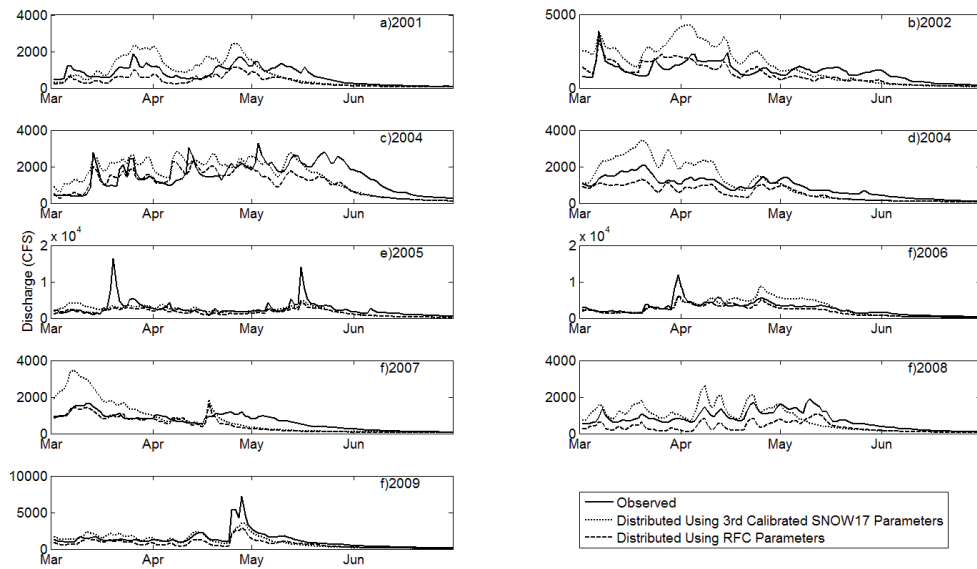 a)2001
4000
2000
0
Mar Apr May Jun
b)2002
5000
0
Mar Apr May Jun
c)2004
4000
2000
0
Mar Apr May Jun
d)2004
4000
2000
0
Mar Apr May Jun
Discharge (CFS)
x 10^4
e)2005
2
1
0
Mar Apr May Jun
x 10^4
f)2006
2
1
0
Mar Apr May Jun
f)2007
4000
2000
0
Mar Apr May Jun
f)2008
4000
2000
0
Mar Apr May Jun
f)2009
10000
5000
0
Mar Apr May Jun
Observed
Distributed Using 3rd Calibrated SNOW17 Parameters
Distributed Using RFC Parameters